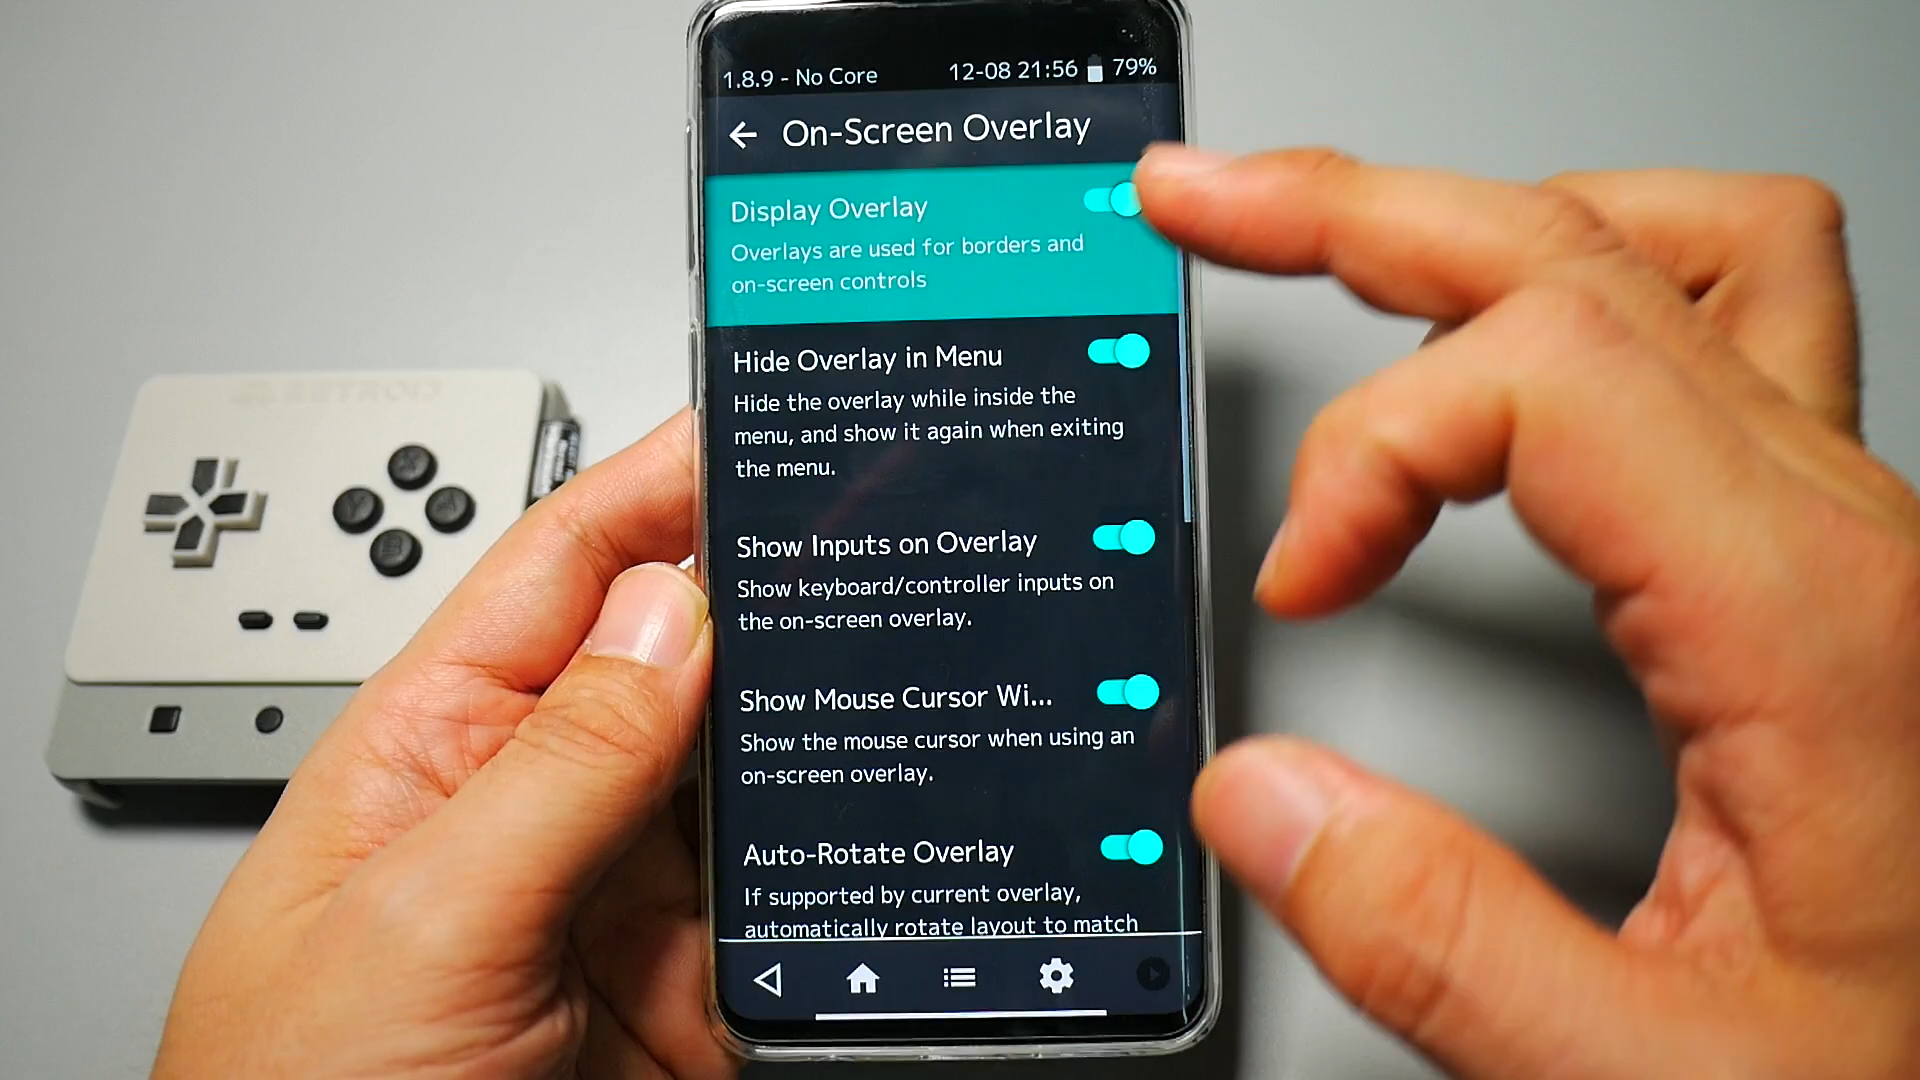 1.8.9 - No Core
12-08 21:56 79%
On-Screen Overlay
Display Overlay
Overlays are used for borders and
on-screen controls
Hide Overlay in Menu
Hide the overlay while inside the
menu, and show it again when exiting
the menu.
Show Inputs on Overlay
Show keyboard/controller inputs on
the on-screen overlay.
Show Mouse Cursor Wi...
Show the mouse cursor when using an
on-screen overlay.
Auto-Rotate Overlay
If supported by current overlay,
automatically rotate layout to match
RETROID
X
Y
A
B